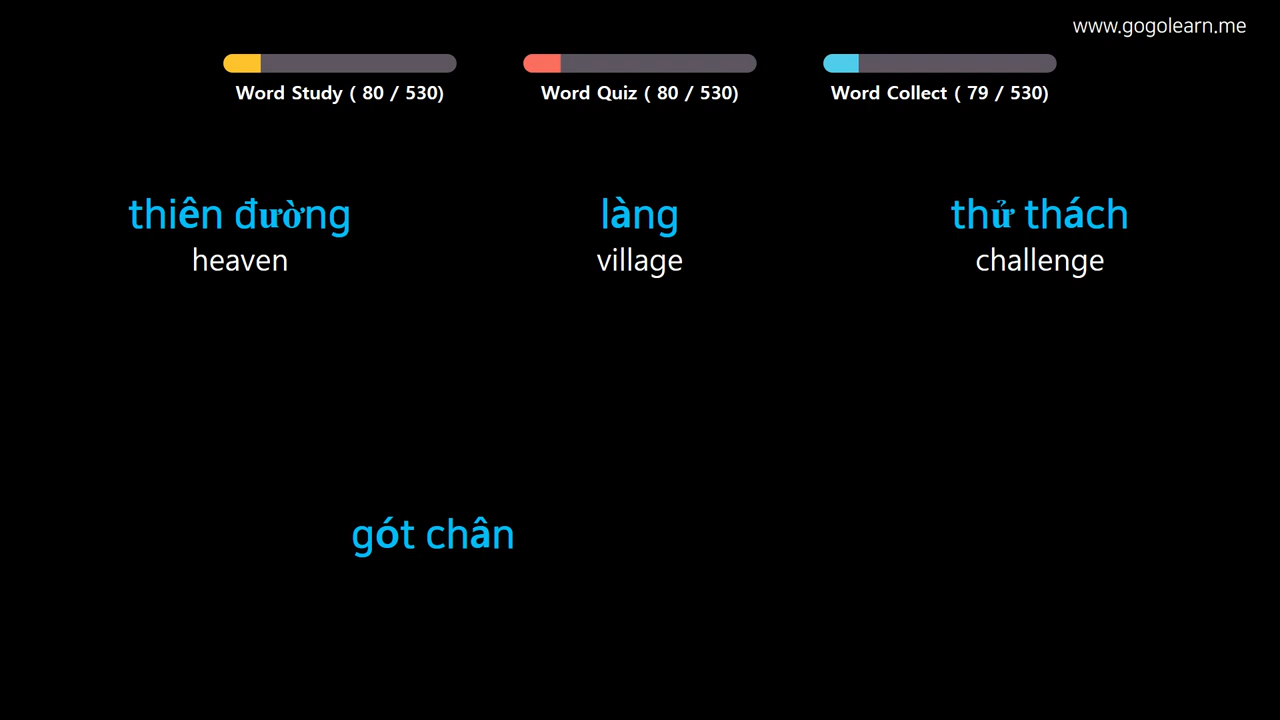 www.gogolearn.me
Word Study ( 80 / 530)
Word Quiz ( 80 / 530)
Word Collect ( 79 / 530)
thiên đường
heaven
làng
village
thử thách
challenge
gót chân